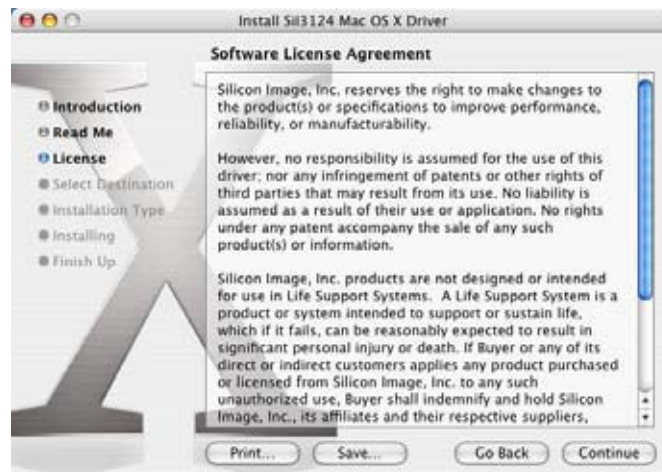 Install Sil3124 Mac OS X Driver
Software License Agreement
Introduction
Read Me
License
Select Destination
Installation Type
Installing
Finish Up
Silicon Image, Inc. reserves the right to make changes to
the product(s) or specifications to improve performance,
reliability, or manufacturability.
However, no responsibility is assumed for the use of this
driver; nor any infringement of patents or other rights of
third parties that may result from its use. No liability is
assumed as a result of their use or application. No rights
under any patent accompany the sale of any such
product(s) or information.
Silicon Image, Inc. products are not designed or intended
for use in Life Support Systems. A Life Support System is a
product or system intended to support or sustain life,
which if it fails, can be reasonably expected to result in
significant personal injury or death. If Buyer or any of its
direct or indirect customers applies any product purchased
or licensed from Silicon Image, Inc. to any such
unauthorized use, Buyer shall indemnify and hold Silicon
Image, Inc., its affiliates and their respective suppliers,
Print... Save... Go Back Continue